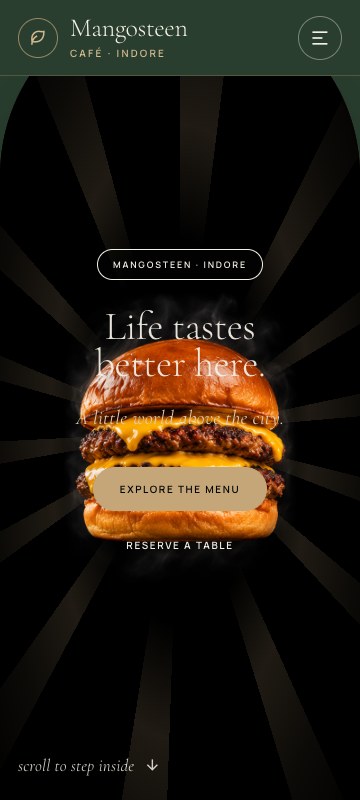 Mangosteen
CAFÉ · INDORE
MANGOSTEEN · INDORE
Life tastes
better here.
A little world above the city.
EXPLORE THE MENU
RESERVE A TABLE
scroll to step inside ↓